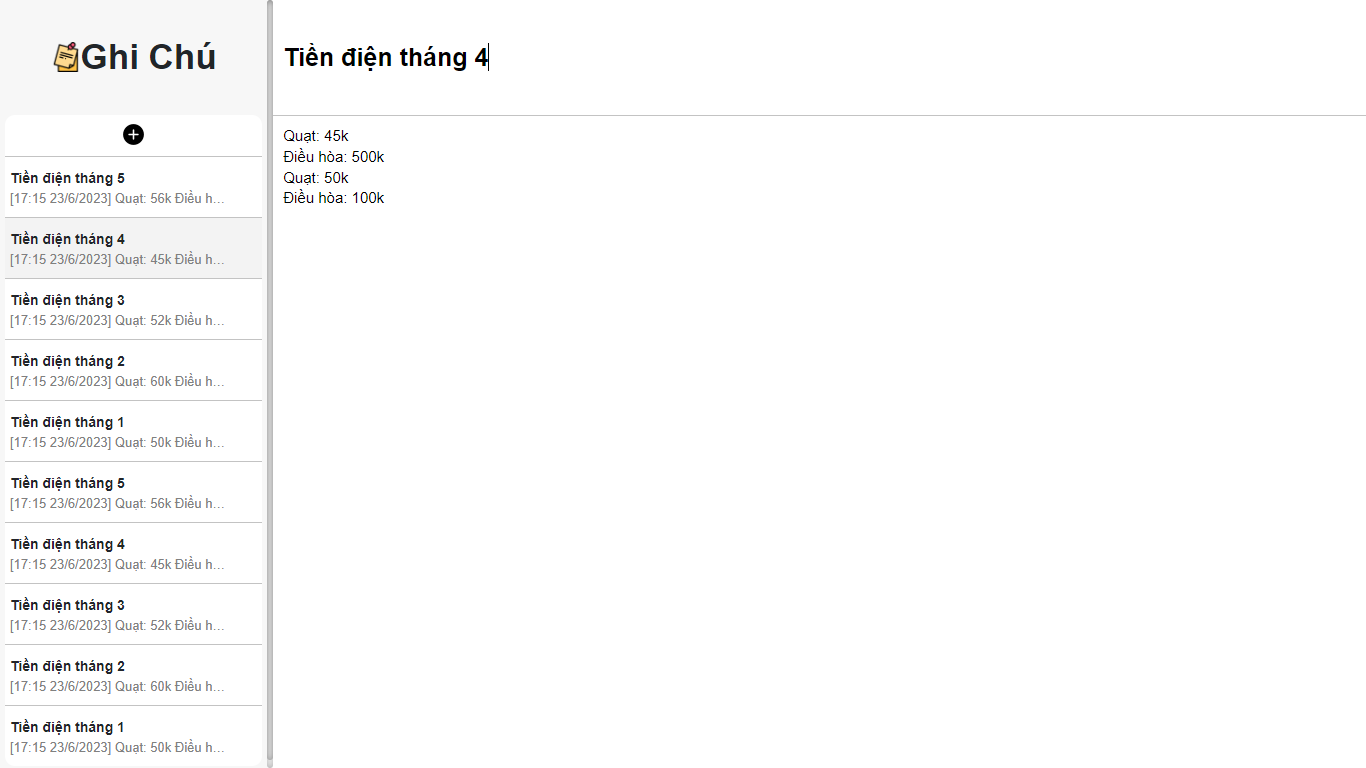 Ghi Chú
Tiền điện tháng 5
[17:15 23/6/2023] Quạt: 56k Điều h...
Tiền điện tháng 4
[17:15 23/6/2023] Quạt: 45k Điều h...
Tiền điện tháng 3
[17:15 23/6/2023] Quạt: 52k Điều h...
Tiền điện tháng 2
[17:15 23/6/2023] Quạt: 60k Điều h...
Tiền điện tháng 1
[17:15 23/6/2023] Quạt: 50k Điều h...
Tiền điện tháng 5
[17:15 23/6/2023] Quạt: 56k Điều h...
Tiền điện tháng 4
[17:15 23/6/2023] Quạt: 45k Điều h...
Tiền điện tháng 3
[17:15 23/6/2023] Quạt: 52k Điều h...
Tiền điện tháng 2
[17:15 23/6/2023] Quạt: 60k Điều h...
Tiền điện tháng 1
[17:15 23/6/2023] Quạt: 50k Điều h...
Tiền điện tháng 4
Quạt: 45k
Điều hòa: 500k
Quạt: 50k
Điều hòa: 100k